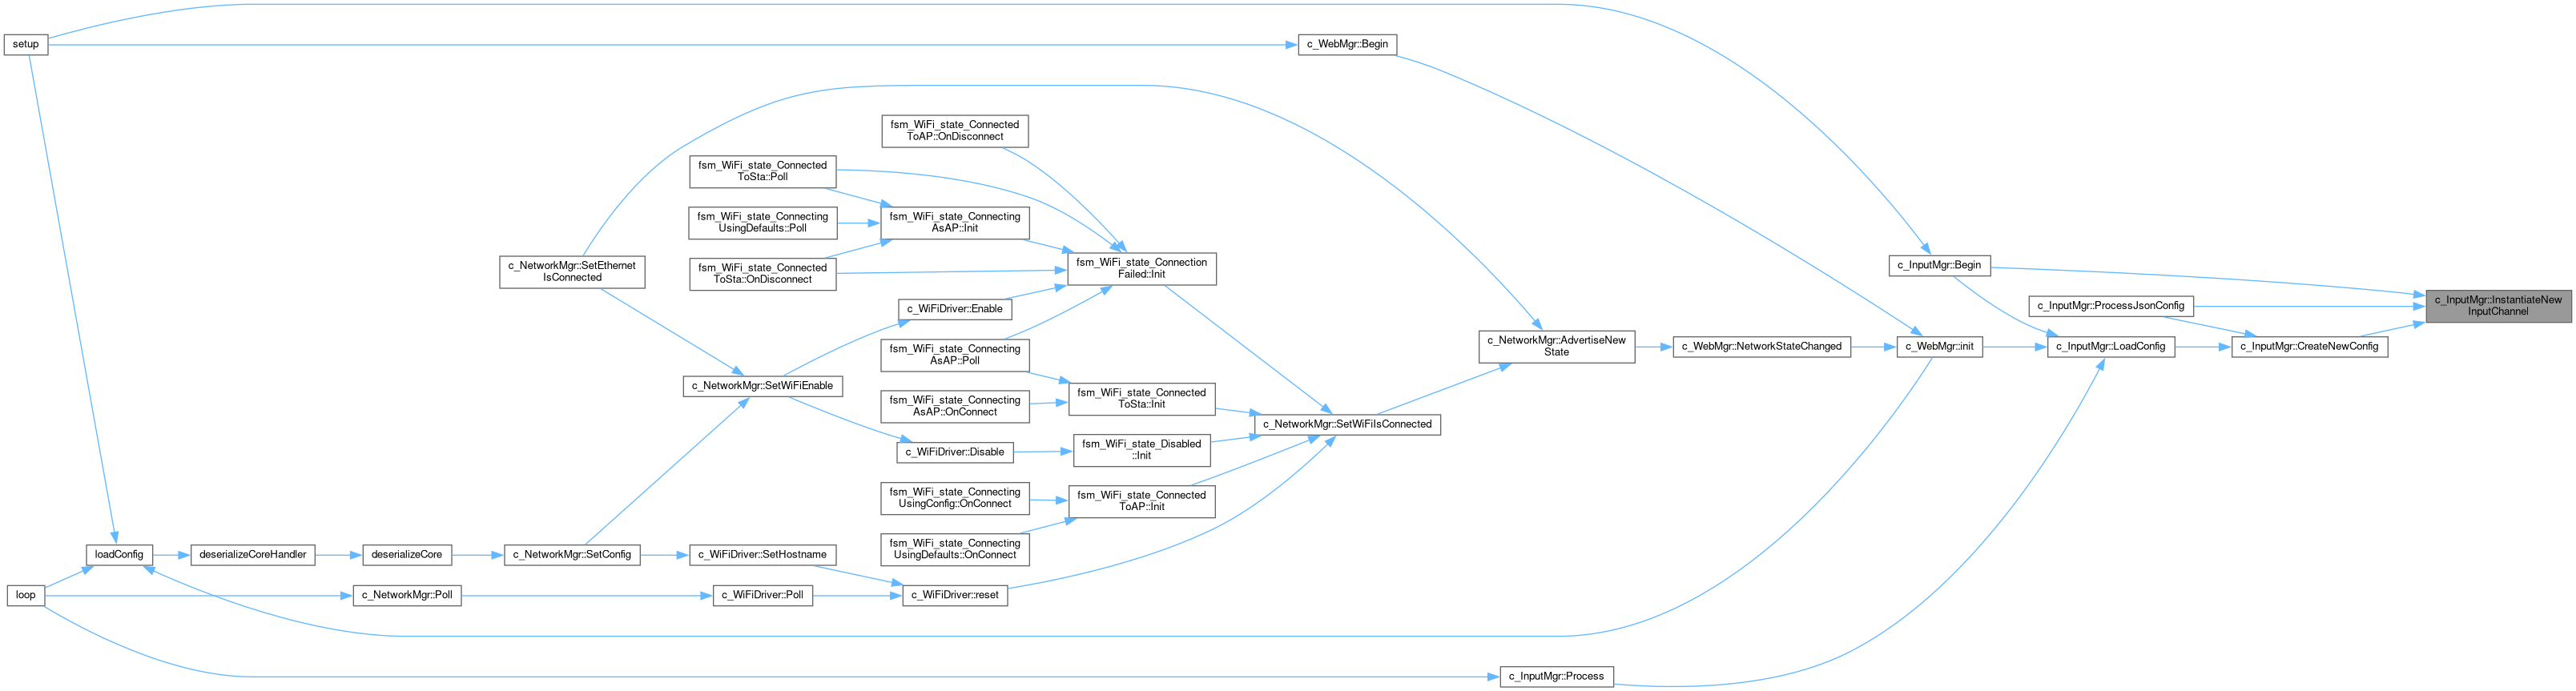 setup
c_WebMgr::Begin
fsm_WiFi_state_Connected
ToAP::OnDisconnect
fsm_WiFi_state_Connected
ToSta::Poll
fsm_WiFi_state_Connecting
UsingDefaults::Poll
fsm_WiFi_state_Connecting
AsAP::Init
fsm_WiFi_state_Connected
ToSta::OnDisconnect
c_NetworkMgr::SetEthernet
IsConnected
fsm_WiFi_state_Connection
Failed::Init
c_InputMgr::Begin
c_InputMgr::InstantiateNew
InputChannel
c_InputMgr::ProcessJsonConfig
c_WiFiDriver::Enable
fsm_WiFi_state_Connecting
AsAP::Poll
c_NetworkMgr::AdvertiseNew
State
c_WebMgr::NetworkStateChanged
c_WebMgr::init
c_InputMgr::LoadConfig
c_InputMgr::CreateNewConfig
c_NetworkMgr::SetWiFiEnable
fsm_WiFi_state_Connecting
AsAP::OnConnect
fsm_WiFi_state_Connected
ToSta::Init
c_NetworkMgr::SetWiFiIsConnected
c_WiFiDriver::Disable
fsm_WiFi_state_Disabled
::Init
fsm_WiFi_state_Connecting
UsingConfig::OnConnect
fsm_WiFi_state_Connected
ToAP::Init
fsm_WiFi_state_Connecting
UsingDefaults::OnConnect
loadConfig
deserializeCoreHandler
deserializeCore
c_NetworkMgr::SetConfig
c_WiFiDriver::SetHostname
loop
c_NetworkMgr::Poll
c_WiFiDriver::Poll
c_WiFiDriver::reset
c_InputMgr::Process